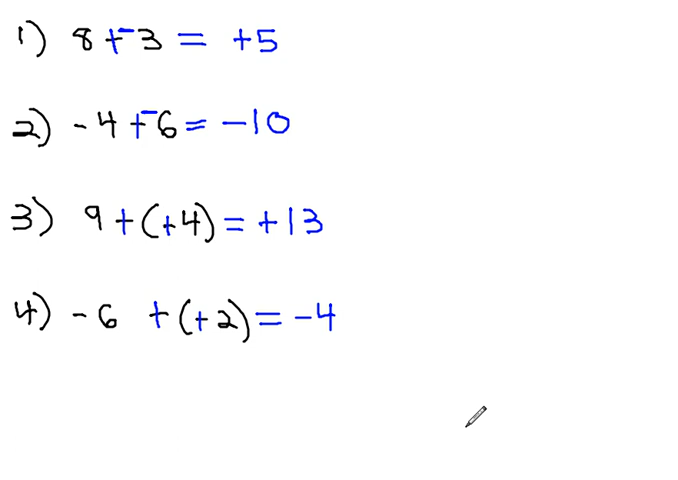 1) 8 + -3 = +5
2) -4 + -6 = -10
3) 9 + (+4) = +13
4) -6 + (+2) = -4